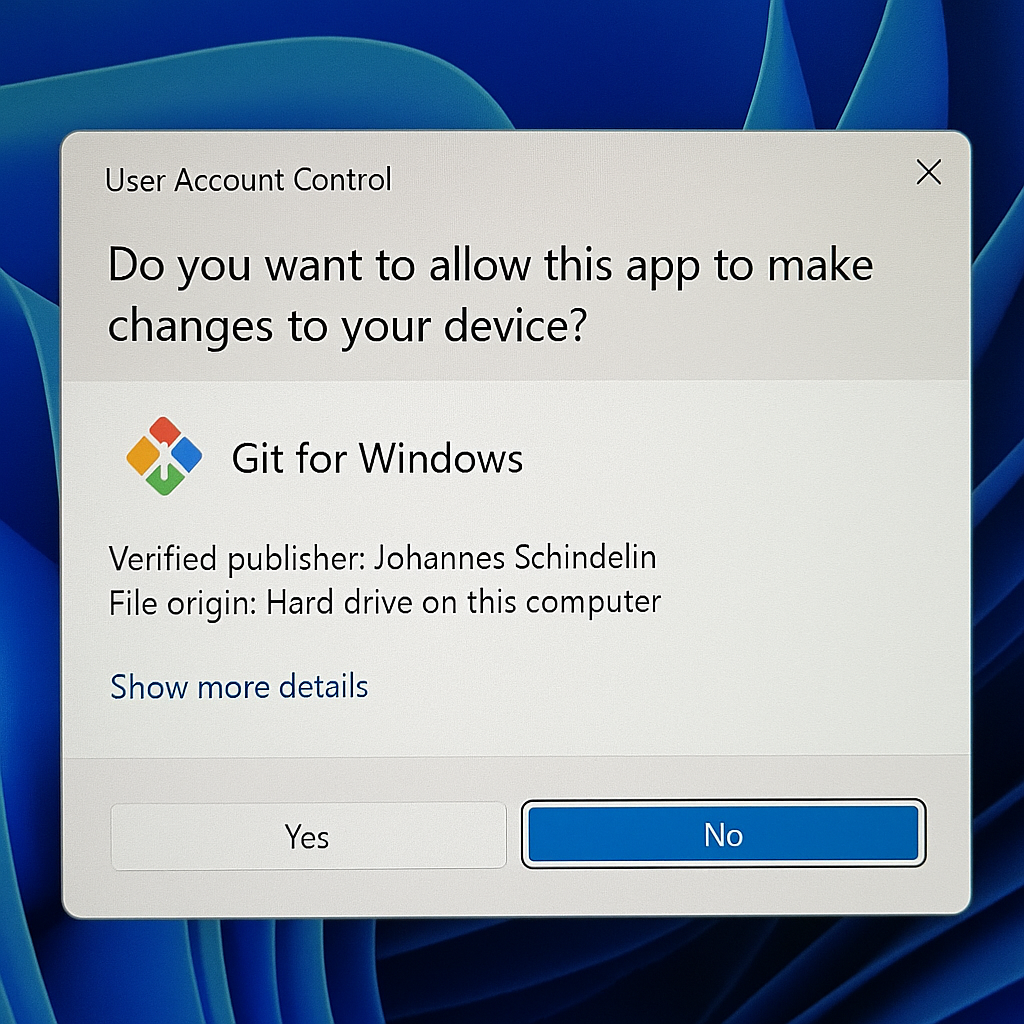 User Account Control
Do you want to allow this app to make
changes to your device?
Git for Windows
Verified publisher: Johannes Schindelin
File origin: Hard drive on this computer
Show more details
Yes
No